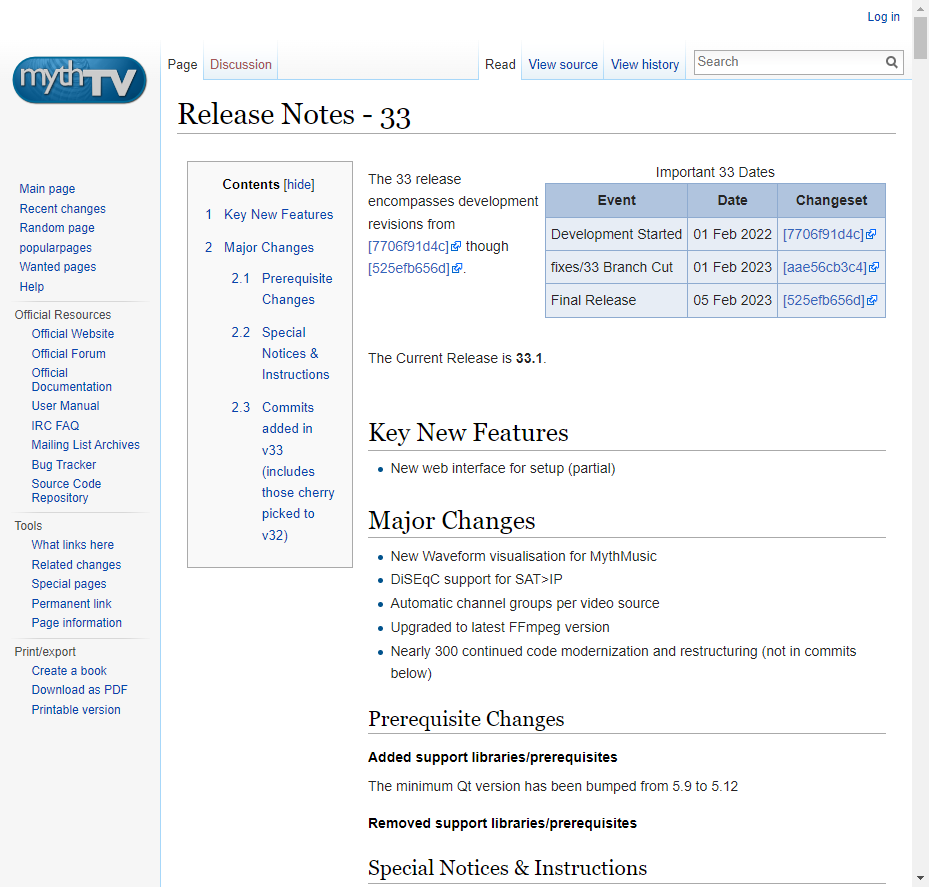 Log in
mythTV
Page
Discussion
Read
View source
View history
Search
Release Notes - 33
Main page
Recent changes
Random page
popularpages
Wanted pages
Help
Official Resources
Official Website
Official Forum
Official
Documentation
User Manual
IRC FAQ
Mailing List Archives
Bug Tracker
Source Code
Repository
Tools
What links here
Related changes
Special pages
Permanent link
Page information
Print/export
Create a book
Download as PDF
Printable version
Contents [hide]
1 Key New Features
2 Major Changes
2.1 Prerequisite
Changes
2.2 Special
Notices &
Instructions
2.3 Commits
added in
v33
(includes
those cherry
picked to
v32)
The 33 release
encompasses development
revisions from
[7706f91d4c] though
[525efb656d].
Important 33 Dates
Event Date Changeset
Development Started 01 Feb 2022 [7706f91d4c]
fixes/33 Branch Cut 01 Feb 2023 [aae56cb3c4]
Final Release 05 Feb 2023 [525efb656d]
The Current Release is 33.1.
Key New Features
• New web interface for setup (partial)
Major Changes
• New Waveform visualisation for MythMusic
• DiSEqC support for SAT>IP
• Automatic channel groups per video source
• Upgraded to latest FFmpeg version
• Nearly 300 continued code modernization and restructuring (not in commits
below)
Prerequisite Changes
Added support libraries/prerequisites
The minimum Qt version has been bumped from 5.9 to 5.12
Removed support libraries/prerequisites
Special Notices & Instructions